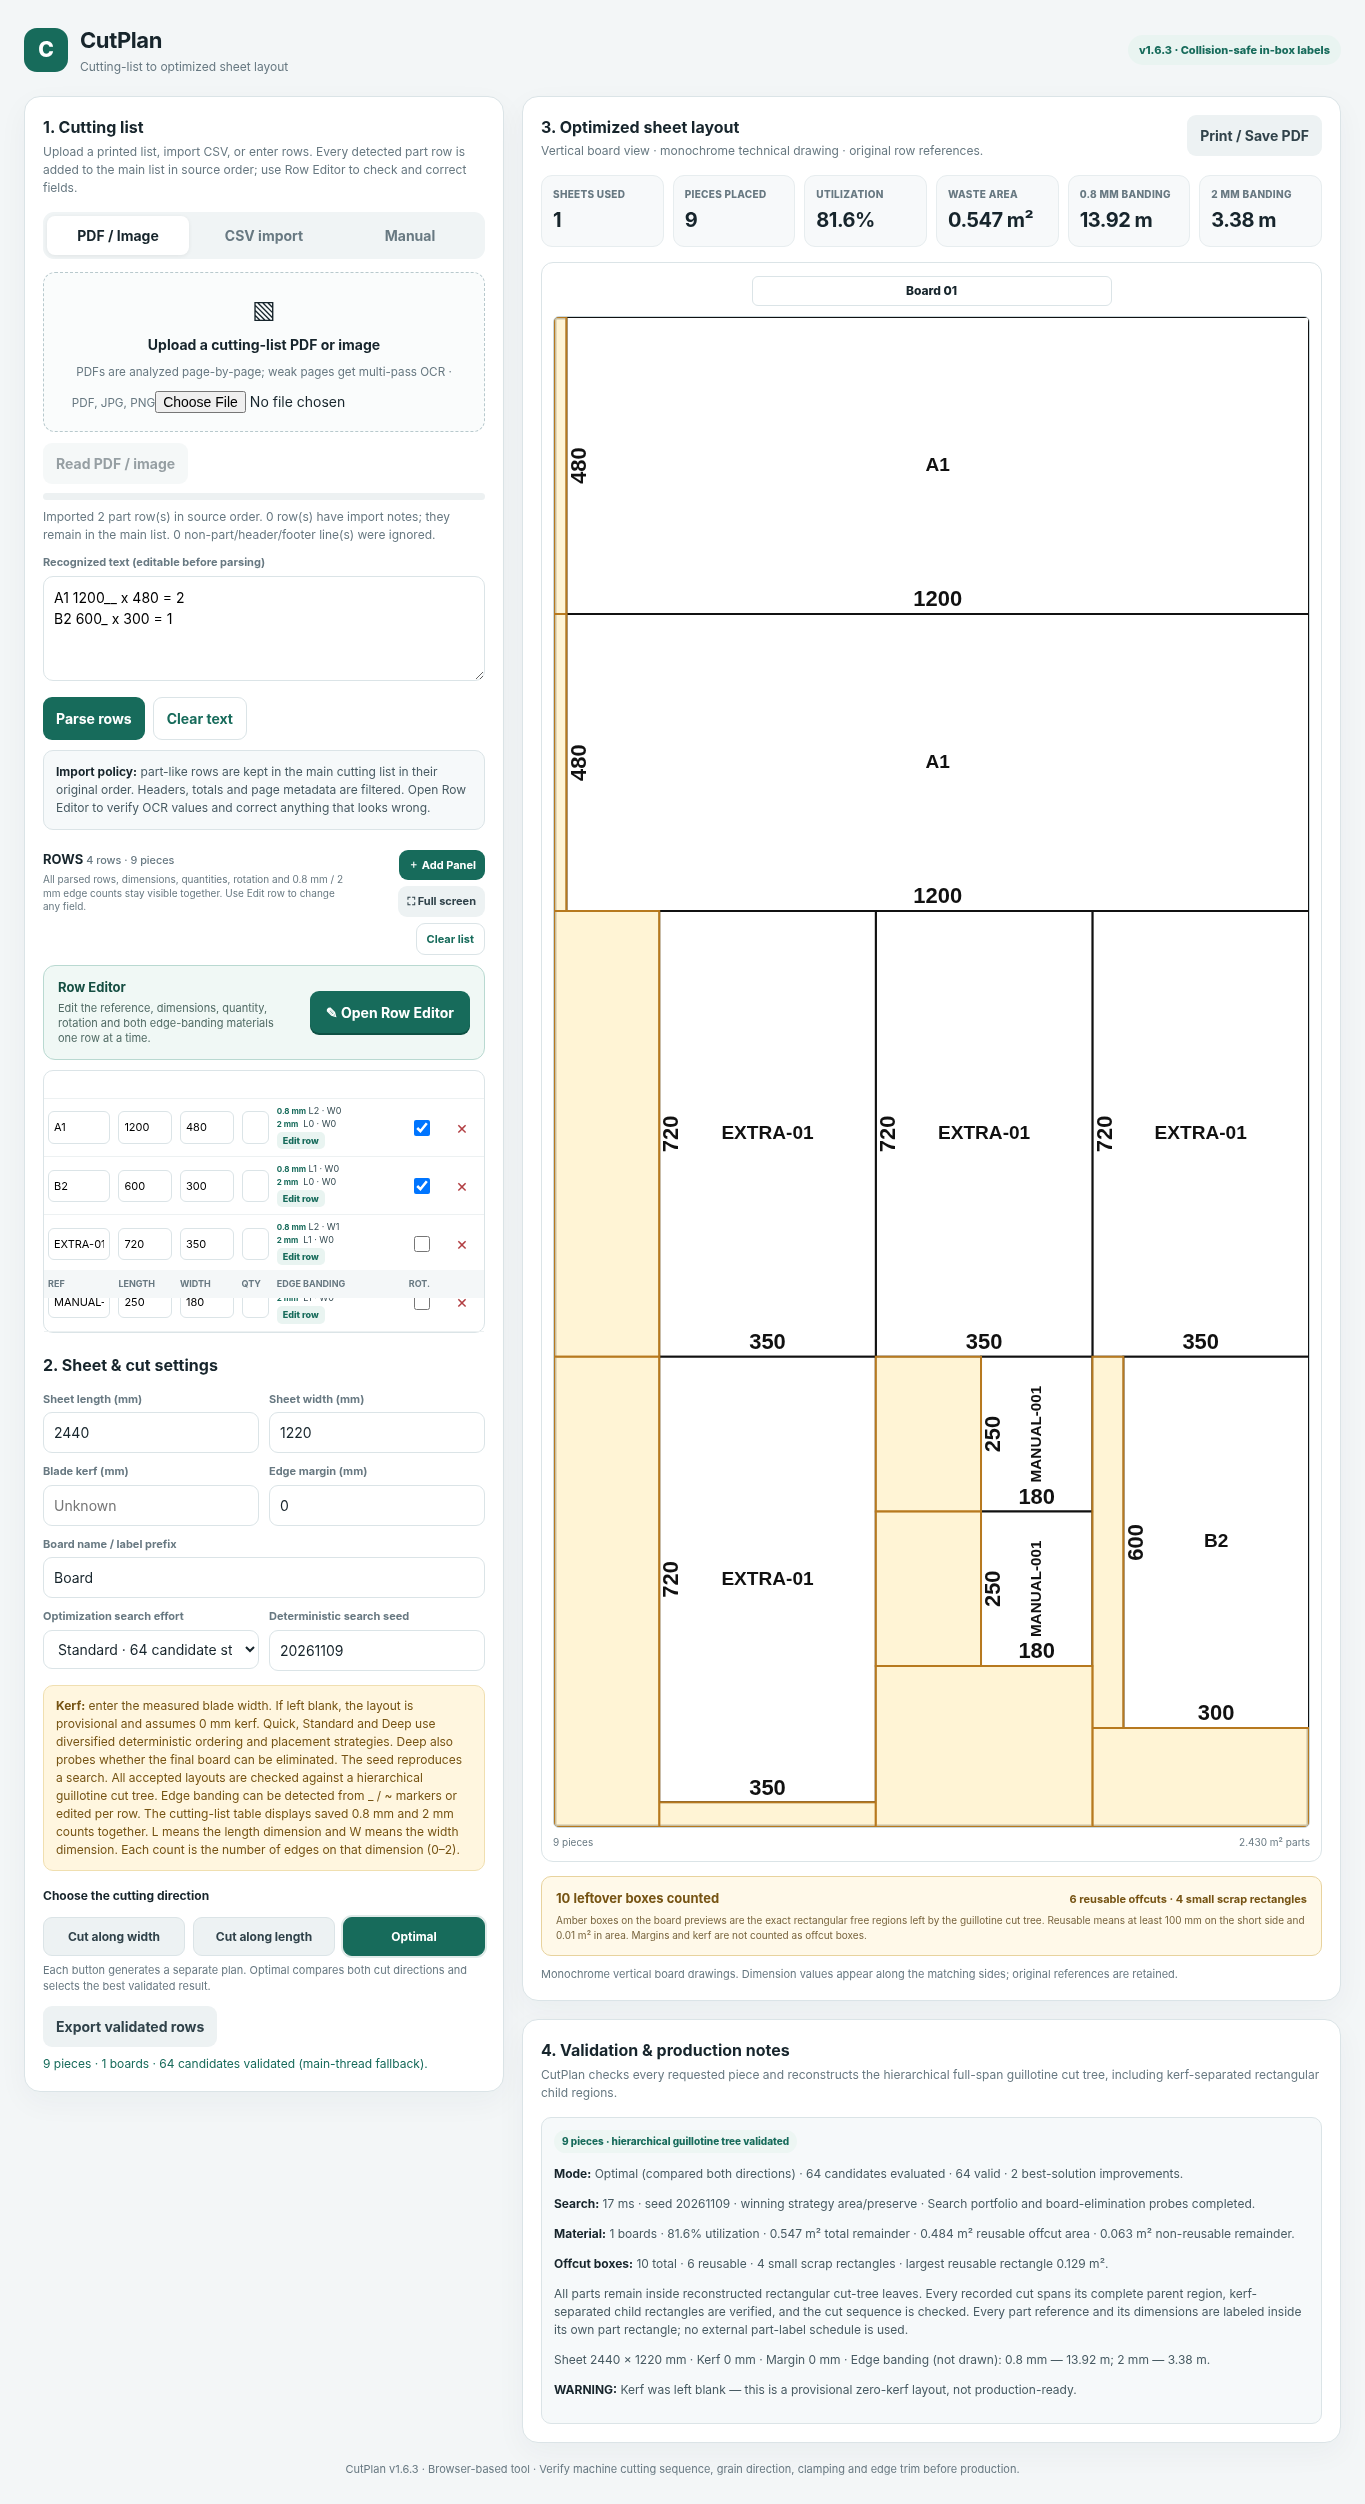 C
CutPlan
Cutting-list to optimized sheet layout
v1.6.3 · Collision-safe in-box labels
1. Cutting list
Upload a printed list, import CSV, or enter rows. Every detected part row is
added to the main list in source order; use Row Editor to check and correct
fields.
PDF / Image
CSV import
Manual
Upload a cutting-list PDF or image
PDFs are analyzed page-by-page; weak pages get multi-pass OCR ·
PDF, JPG, PNG Choose File No file chosen
Read PDF / image
Imported 2 part row(s) in source order. 0 row(s) have import notes; they
remain in the main list. 0 non-part/header/footer line(s) were ignored.
Recognized text (editable before parsing)
A1 1200__ x 480 = 2
B2 600_ x 300 = 1
Parse rows
Clear text
Import policy: part-like rows are kept in the main cutting list in their
original order. Headers, totals and page metadata are filtered. Open Row
Editor to verify OCR values and correct anything that looks wrong.
ROWS 4 rows · 9 pieces
All parsed rows, dimensions, quantities, rotation and 0.8 mm / 2
mm edge counts stay visible together. Use Edit row to change
any field.
+ Add Panel
Full screen
Clear list
Row Editor
Edit the reference, dimensions, quantity,
rotation and both edge-banding materials
one row at a time.
✎ Open Row Editor
A1 1200 480 0.8 mm L2 · W0
2 mm L0 · W0
Edit row ×
B2 600 300 0.8 mm L1 · W0
2 mm L0 · W0
Edit row ×
EXTRA-01 720 350 0.8 mm L2 · W1
2 mm L1 · W0
Edit row ×
REF LENGTH WIDTH QTY EDGE BANDING ROT.
MANUAL- 250 180 2 mm L1 · W0 ×
Edit row
2. Sheet & cut settings
Sheet length (mm) Sheet width (mm)
2440 1220
Blade kerf (mm) Edge margin (mm)
Unknown 0
Board name / label prefix
Board
Optimization search effort Deterministic search seed
Standard · 64 candidate st 20261109
Kerf: enter the measured blade width. If left blank, the layout is
provisional and assumes 0 mm kerf. Quick, Standard and Deep use
diversified deterministic ordering and placement strategies. Deep also
probes whether the final board can be eliminated. The seed reproduces
a search. All accepted layouts are checked against a hierarchical
guillotine cut tree. Edge banding can be detected from _ / ~ markers or
edited per row. The cutting-list table displays saved 0.8 mm and 2 mm
counts together. L means the length dimension and W means the width
dimension. Each count is the number of edges on that dimension (0–2).
Choose the cutting direction
Cut along width
Cut along length
Optimal
Each button generates a separate plan. Optimal compares both cut directions and
selects the best validated result.
Export validated rows
9 pieces · 1 boards · 64 candidates validated (main-thread fallback).
3. Optimized sheet layout
Vertical board view · monochrome technical drawing · original row references.
Print / Save PDF
SHEETS USED
1
PIECES PLACED
9
UTILIZATION
81.6%
WASTE AREA
0.547 m²
0.8 MM BANDING
13.92 m
2 MM BANDING
3.38 m
Board 01
480
A1
1200
480
A1
1200
720
EXTRA-01
350
720
EXTRA-01
350
720
EXTRA-01
350
720
EXTRA-01
350
250
MANUAL-001
180
250
MANUAL-001
180
600
B2
300
9 pieces
2.430 m² parts
10 leftover boxes counted
6 reusable offcuts · 4 small scrap rectangles
Amber boxes on the board previews are the exact rectangular free regions left by the guillotine cut tree. Reusable means at least 100 mm on the short side and
0.01 m² in area. Margins and kerf are not counted as offcut boxes.
Monochrome vertical board drawings. Dimension values appear along the matching sides; original references are retained.
4. Validation & production notes
CutPlan checks every requested piece and reconstructs the hierarchical full-span guillotine cut tree, including kerf-separated rectangular
child regions.
9 pieces · hierarchical guillotine tree validated
Mode: Optimal (compared both directions) · 64 candidates evaluated · 64 valid · 2 best-solution improvements.
Search: 17 ms · seed 20261109 · winning strategy area/preserve · Search portfolio and board-elimination probes completed.
Material: 1 boards · 81.6% utilization · 0.547 m² total remainder · 0.484 m² reusable offcut area · 0.063 m² non-reusable remainder.
Offcut boxes: 10 total · 6 reusable · 4 small scrap rectangles · largest reusable rectangle 0.129 m².
All parts remain inside reconstructed rectangular cut-tree leaves. Every recorded cut spans its complete parent region, kerf-
separated child rectangles are verified, and the cut sequence is checked. Every part reference and its dimensions are labeled inside
its own part rectangle; no external part-label schedule is used.
Sheet 2440 × 1220 mm · Kerf 0 mm · Margin 0 mm · Edge banding (not drawn): 0.8 mm — 13.92 m; 2 mm — 3.38 m.
WARNING: Kerf was left blank — this is a provisional zero-kerf layout, not production-ready.
CutPlan v1.6.3 · Browser-based tool · Verify machine cutting sequence, grain direction, clamping and edge trim before production.